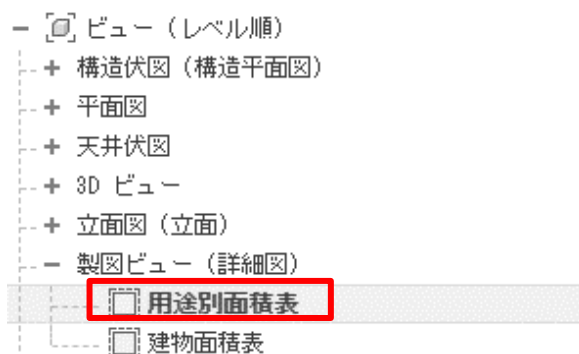 ビュー (レベル順)
構造伏図 (構造平面図)
平面図
天井伏図
3D ビュー
立面図 (立面)
製図ビュー (詳細図)
用途別面積表
建物面積表